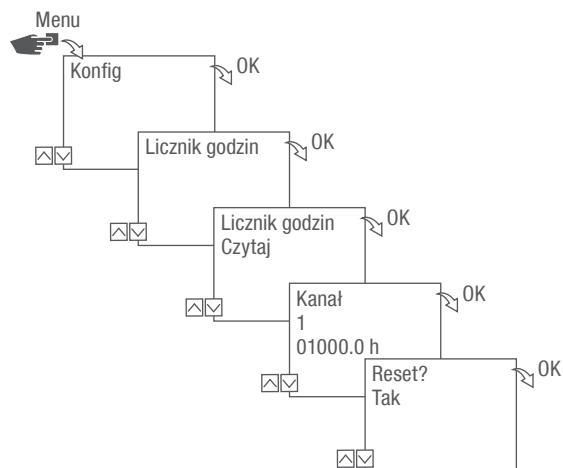 Menu
Konfig
OK
Licznik godzin
OK
Licznik godzin
Czytaj
OK
Kanał
1
01000.0 h
OK
Reset?
Tak
OK